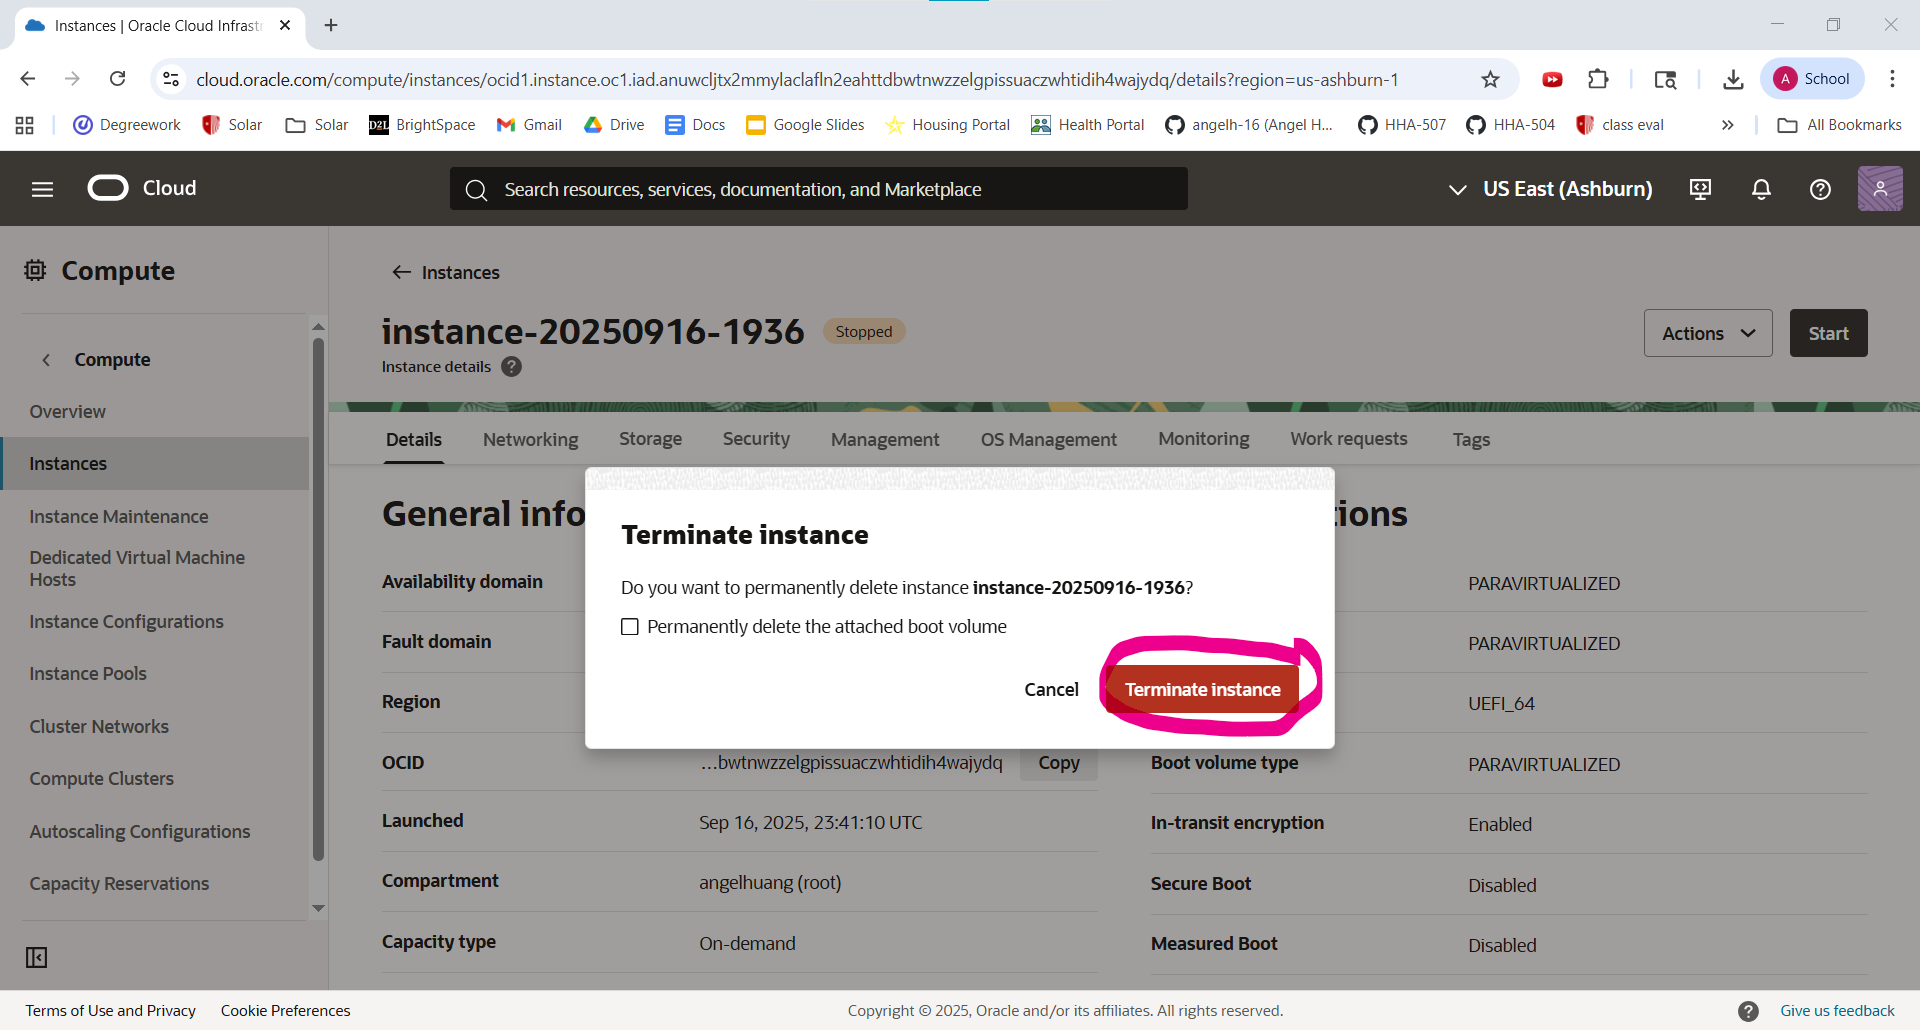 Instances | Oracle Cloud Infrastr
cloud.oracle.com/compute/instances/ocid1.instance.oc1.iad.anuwcljtx2mmylaclafln2eahttdbwtnwzzelgpissuaczwhtidih4wajydq/details?region=us-ashburn-1
A School
Degreework Solar Solar D2L BrightSpace Gmail Drive Docs Google Slides Housing Portal Health Portal angelh-16 (Angel H... HHA-507 HHA-504 class eval » All Bookmarks
Cloud
Search resources, services, documentation, and Marketplace
US East (Ashburn)
Compute
Compute
Overview
Instances
Instance Maintenance
Dedicated Virtual Machine
Hosts
Instance Configurations
Instance Pools
Cluster Networks
Compute Clusters
Autoscaling Configurations
Capacity Reservations
Instances
instance-20250916-1936 Stopped
Instance details ?
Actions Start
Details Networking Storage Security Management OS Management Monitoring Work requests Tags
General info
tions
Terminate instance
Do you want to permanently delete instance instance-20250916-1936?
Permanently delete the attached boot volume
Cancel Terminate instance
Availability domain
PARAVIRTUALIZED
Fault domain
PARAVIRTUALIZED
Region
UEFI_64
OCID ...bwtnwzzelgpissuaczwhtidih4wajydq Copy
Boot volume type PARAVIRTUALIZED
Launched Sep 16, 2025, 23:41:10 UTC
In-transit encryption Enabled
Compartment angelhuang (root)
Secure Boot Disabled
Capacity type On-demand
Measured Boot Disabled
Terms of Use and Privacy Cookie Preferences
Copyright © 2025, Oracle and/or its affiliates. All rights reserved.
? Give us feedback